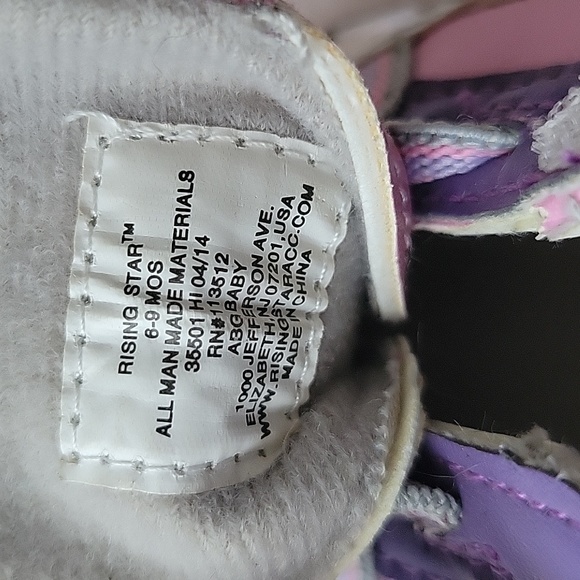 RISING STAR™
6-9 MOS
ALL MAN MADE MATERIALS
35501 HI 04/14
RN#113512
ABG BABY
1000 JEFFERSON AVE.
ELIZABETH, NJ 07201, USA
WWW.RISINGSTARACC.COM
MADE IN CHINA